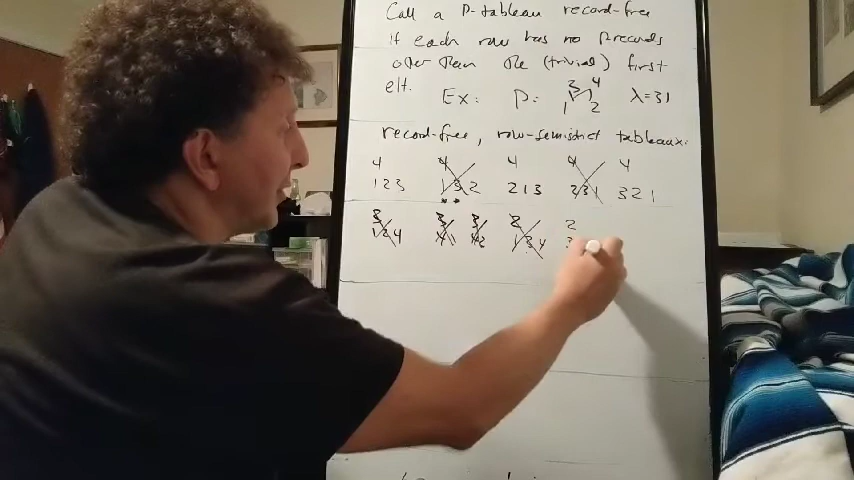 Call a P-tableau record-free
if each row has no P-records
other than the (trivial) first
elt. Ex: P: 3 4 1 2 λ=31
record-free, row-semistrict tableaux:
4 4 4 4 4
123 132 213 231 321
3 3 3 2 2
124 134